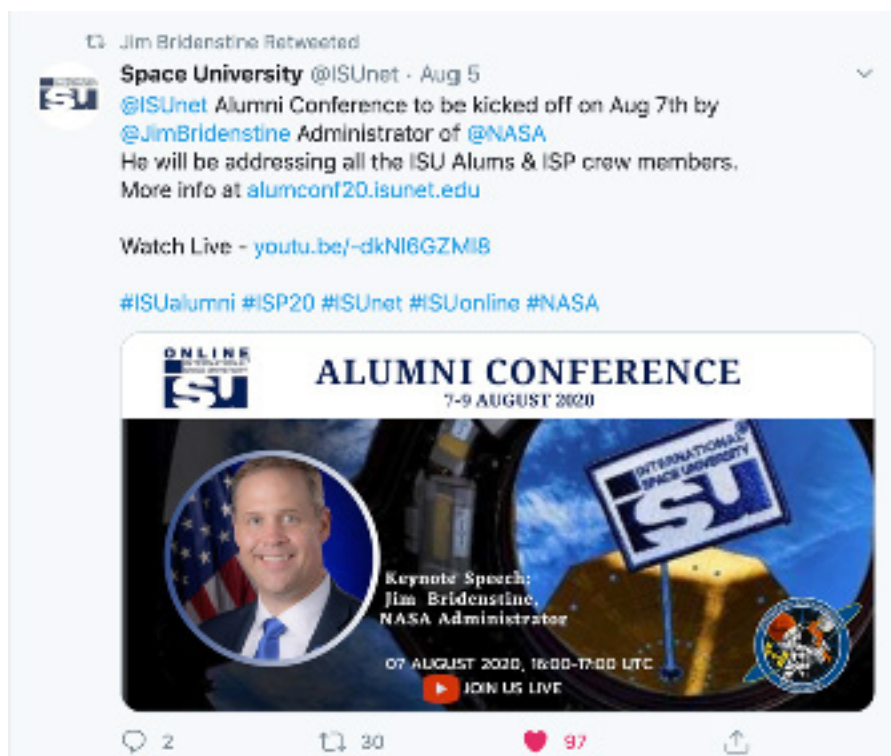 Jim Bridenstine Retweeted
Space University @ISUnet · Aug 5
@ISUnet Alumni Conference to be kicked off on Aug 7th by
@JimBridenstine Administrator of @NASA
He will be addressing all the ISU Alums & ISP crew members.
More info at alumconf20.isunet.edu
Watch Live - youtu.be/-dkNI6GZMI8
#ISUalumni #ISP20 #ISUnet #ISUonline #NASA
ONLINE
INTERNATIONAL
SPACE UNIVERSITY
ISU
ALUMNI CONFERENCE
7-9 AUGUST 2020
INTERNATIONAL
SPACE UNIVERSITY
ISU
Keynote Speech:
Jim Bridenstine,
NASA Administrator
07 AUGUST 2020, 16:00-17:00 UTC
JOIN US LIVE
2 30 97